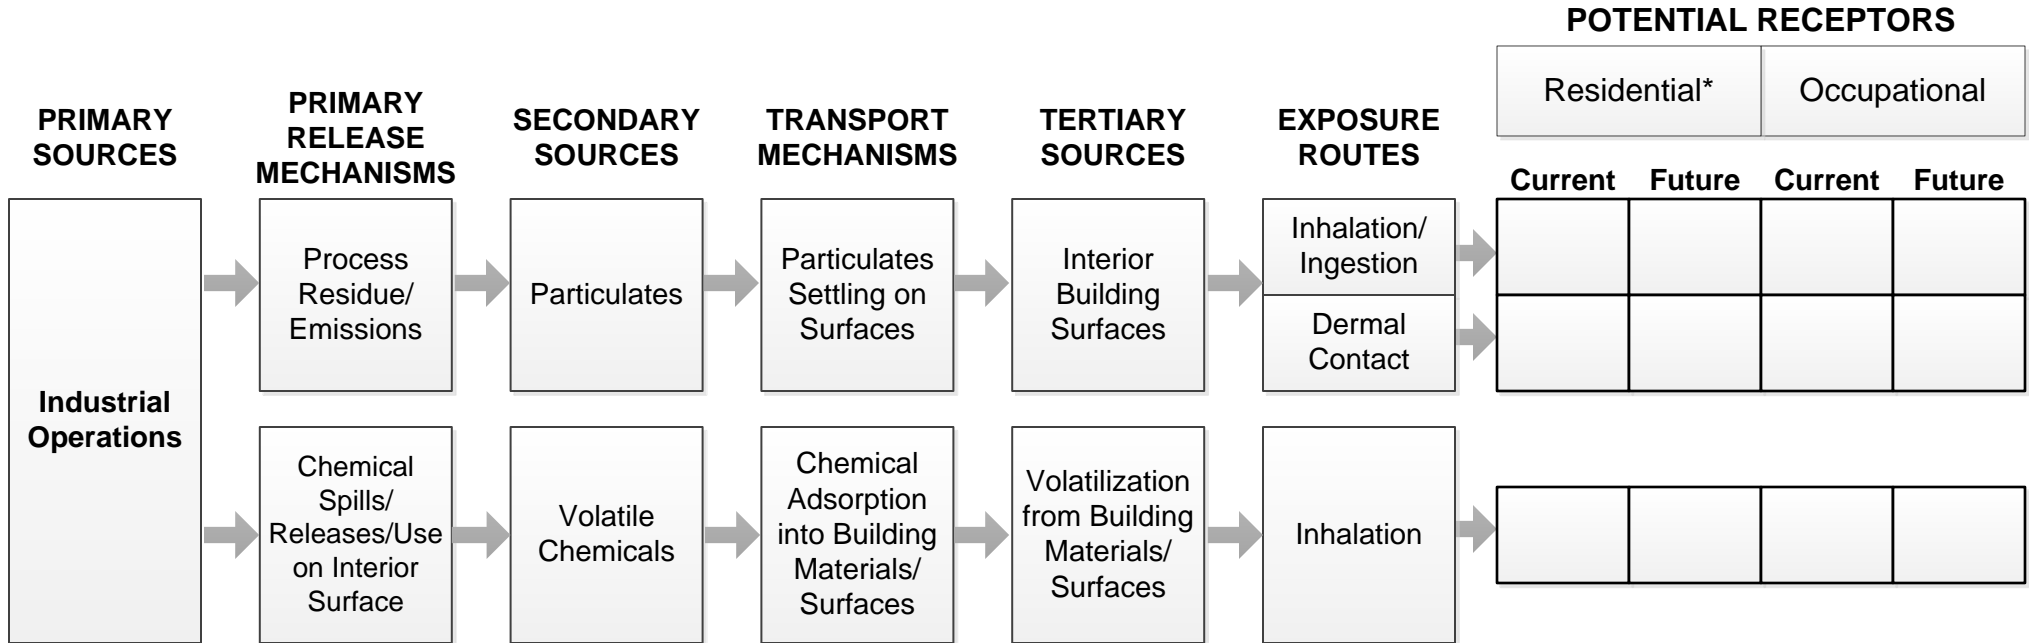 POTENTIAL RECEPTORS
Residential*
Occupational
PRIMARY
SOURCES
PRIMARY
RELEASE
MECHANISMS
SECONDARY
SOURCES
TRANSPORT
MECHANISMS
TERTIARY
SOURCES
EXPOSURE
ROUTES
Current
Future
Current
Future
Industrial
Operations
Process
Residue/
Emissions
Particulates
Particulates
Settling on
Surfaces
Interior
Building
Surfaces
Inhalation/
Ingestion
Dermal
Contact
Chemical
Spills/
Releases/Use
on Interior
Surface
Volatile
Chemicals
Chemical
Adsorption
into Building
Materials/
Surfaces
Volatilization
from Building
Materials/
Surfaces
Inhalation